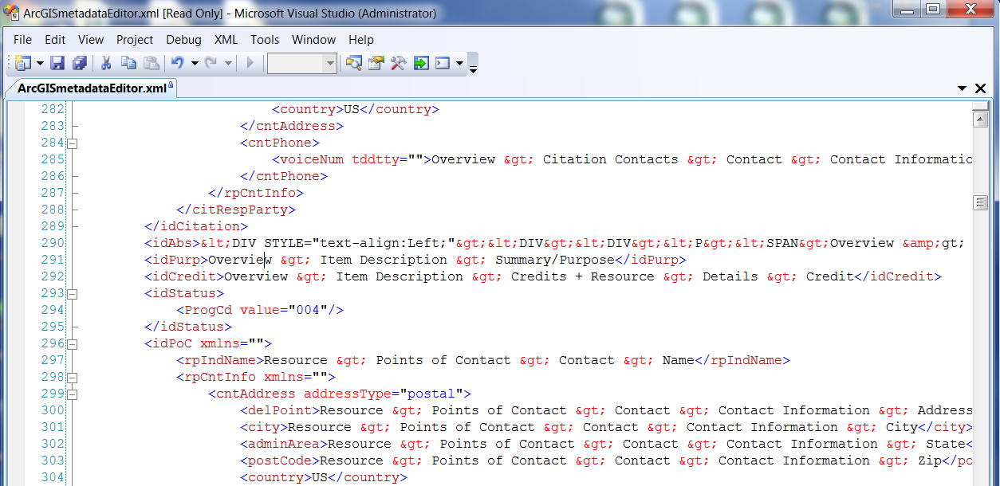 ArcGISmetadataEditor.xml [Read Only] - Microsoft Visual Studio (Administrator)
File Edit View Project Debug XML Tools Window Help
ArcGISmetadataEditor.xml
282 <country>US</country>
283 </cntAddress>
284 <cntPhone>
285 <voiceNum tddtty="">Overview &gt; Citation Contacts &gt; Contact &gt; Contact Informatio
286 </cntPhone>
287 </rpCntInfo>
288 </citRespParty>
289 </idCitation>
290 <idAbs>&lt;DIV STYLE="text-align:Left;"&gt;&lt;DIV&gt;&lt;DIV&gt;&lt;P&gt;&lt;SPAN&gt;Overview &amp;gt;
291 <idPurp>Overview &gt; Item Description &gt; Summary/Purpose</idPurp>
292 <idCredit>Overview &gt; Item Description &gt; Credits + Resource &gt; Details &gt; Credit</idCredit>
293 <idStatus>
294 <ProgCd value="004"/>
295 </idStatus>
296 <idPoC xmlns="">
297 <rpIndName>Resource &gt; Points of Contact &gt; Contact &gt; Name</rpIndName>
298 <rpCntInfo xmlns="">
299 <cntAddress addressType="postal">
300 <delPoint>Resource &gt; Points of Contact &gt; Contact &gt; Contact Information &gt; Address
301 <city>Resource &gt; Points of Contact &gt; Contact &gt; Contact Information &gt; City</city>
302 <adminArea>Resource &gt; Points of Contact &gt; Contact &gt; Contact Information &gt; State<
303 <postCode>Resource &gt; Points of Contact &gt; Contact &gt; Contact Information &gt; Zip</po
304 <country>US</country>